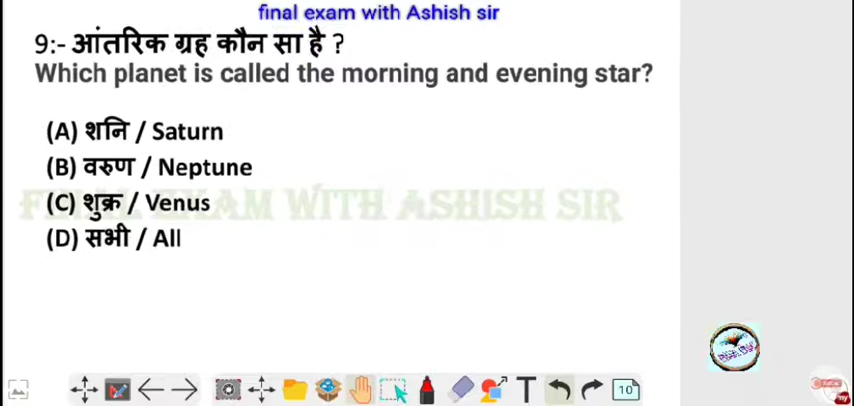 final exam with Ashish sir
9:- आंतरिक ग्रह कौन सा है ?
Which planet is called the morning and evening star?
(A) शनि / Saturn
(B) वरुण / Neptune
FINAL EXAM WITH ASHISH SIR
(C) शुक्र / Venus
(D) सभी / All
T
10